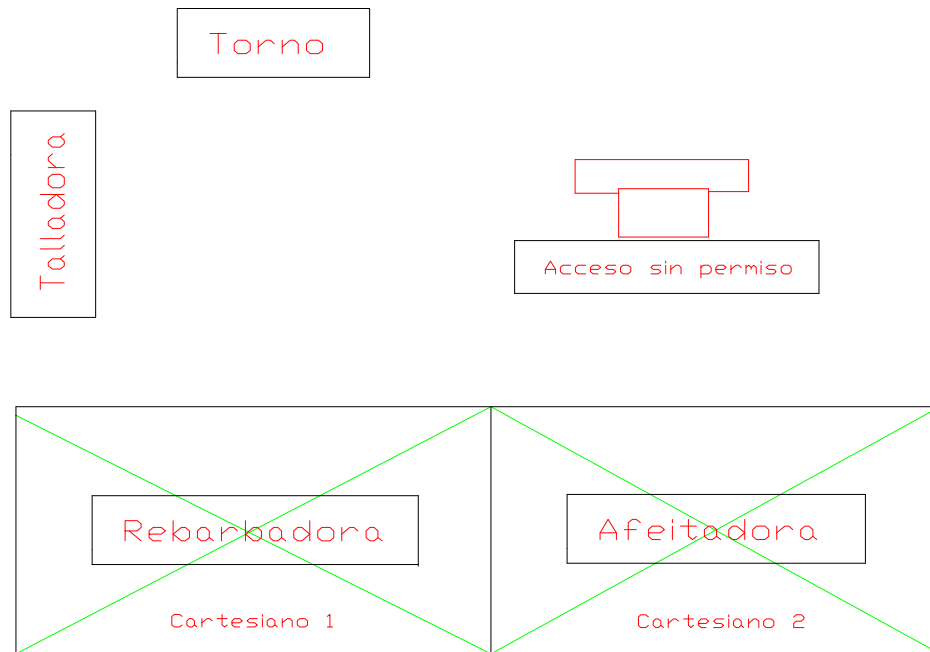 Torno
Talladora
Acceso sin permiso
Rebarbadora
Afeitadora
Cartesiano 1
Cartesiano 2